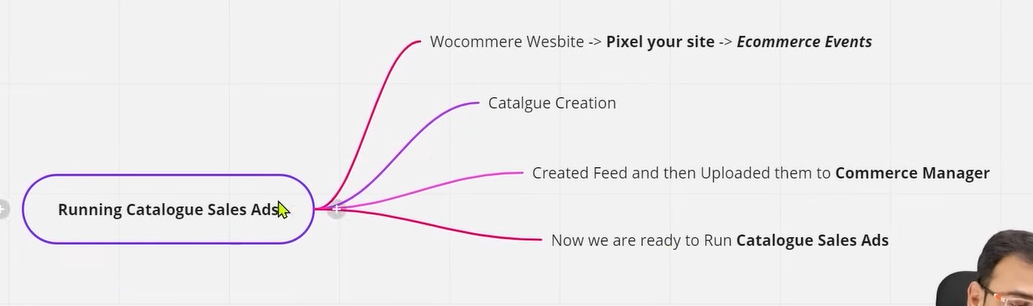 Wocommere Wesbite -> Pixel your site -> Ecommerce Events
Catalgue Creation
Created Feed and then Uploaded them to Commerce Manager
Running Catalogue Sales Ads
Now we are ready to Run Catalogue Sales Ads